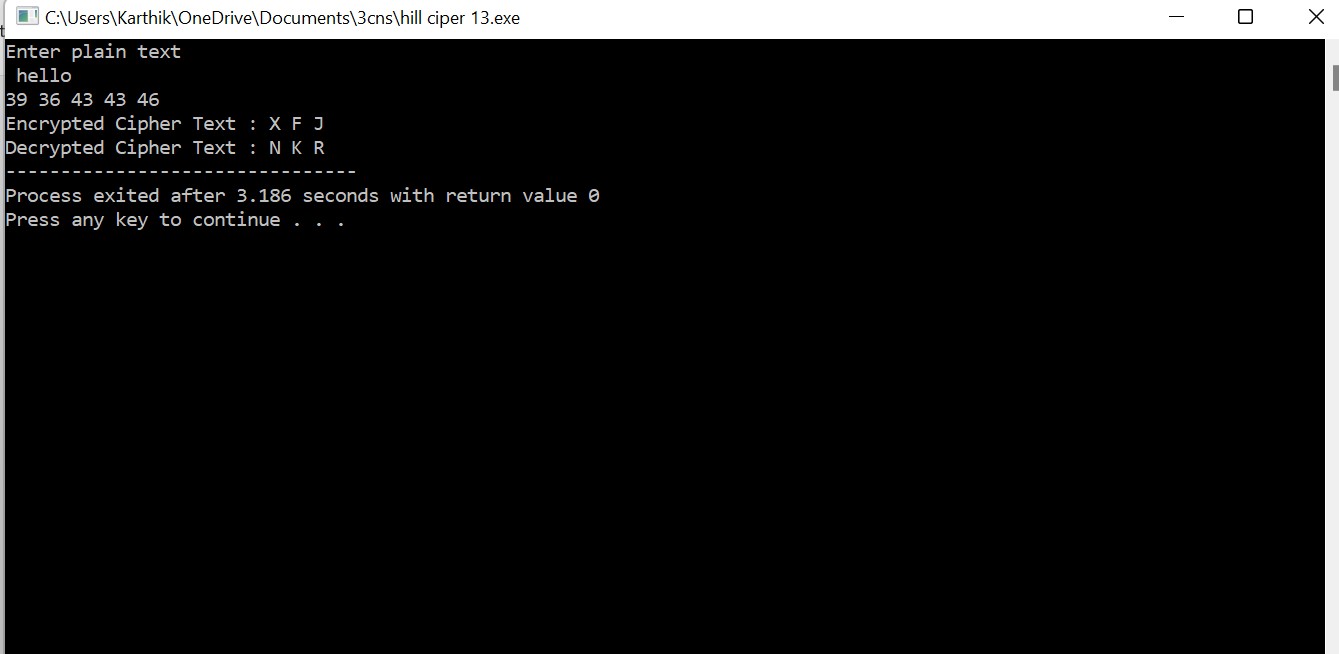 C:\Users\Karthik\OneDrive\Documents\3cns\hill ciper 13.exe
Enter plain text
 hello
39 36 43 43 46
Encrypted Cipher Text : X F J
Decrypted Cipher Text : N K R
--------------------------------
Process exited after 3.186 seconds with return value 0
Press any key to continue . . .